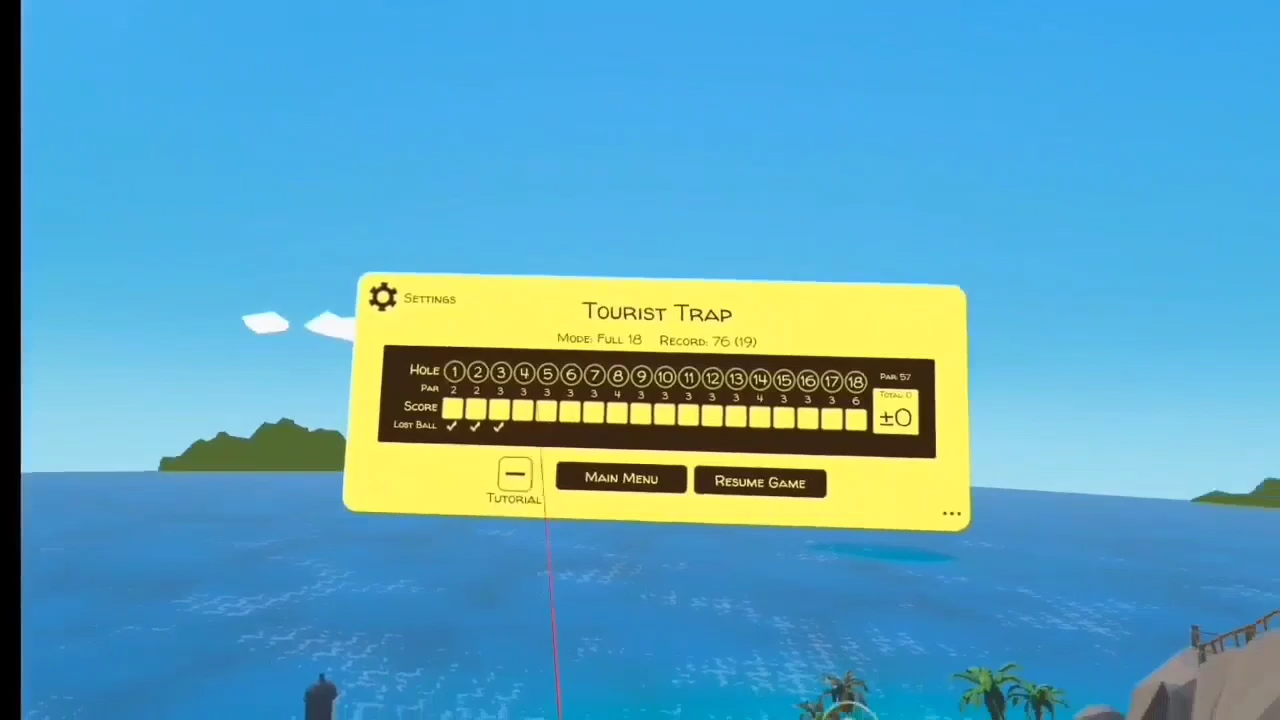 Settings
Tourist Trap
Mode: Full 18 Record: 76 (19)
Hole 1 2 3 4 5 6 7 8 9 10 11 12 13 14 15 16 17 18 Par: 57
Par 2 2 3 3 3 3 3 4 3 3 3 3 3 4 3 3 3 6
Total: 0
Score ±0
Lost Ball ✓ ✓ ✓
Main Menu Resume Game
Tutorial
...